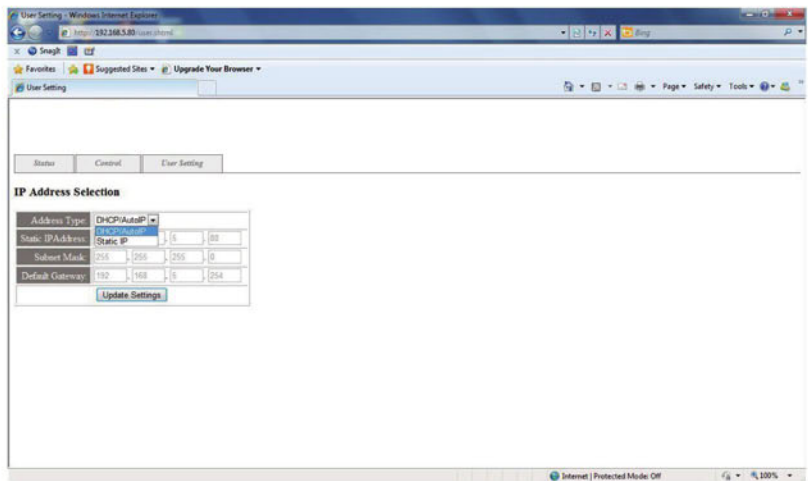 User Setting - Windows Internet Explorer
http://192.168.5.80/user.shtml
Bing
x SnagIt
Favorites Suggested Sites Upgrade Your Browser
User Setting
Page Safety Tools
Status Control User Setting
IP Address Selection
Address Type: DHCP/AutoIP
DHCP/AutoIP
Static IP
Static IPAddress: . 5 . 80
Subnet Mask: 255 . 255 . 255 . 0
Default Gateway: 192 . 168 . 5 . 254
Update Settings
Internet | Protected Mode: Off 100%